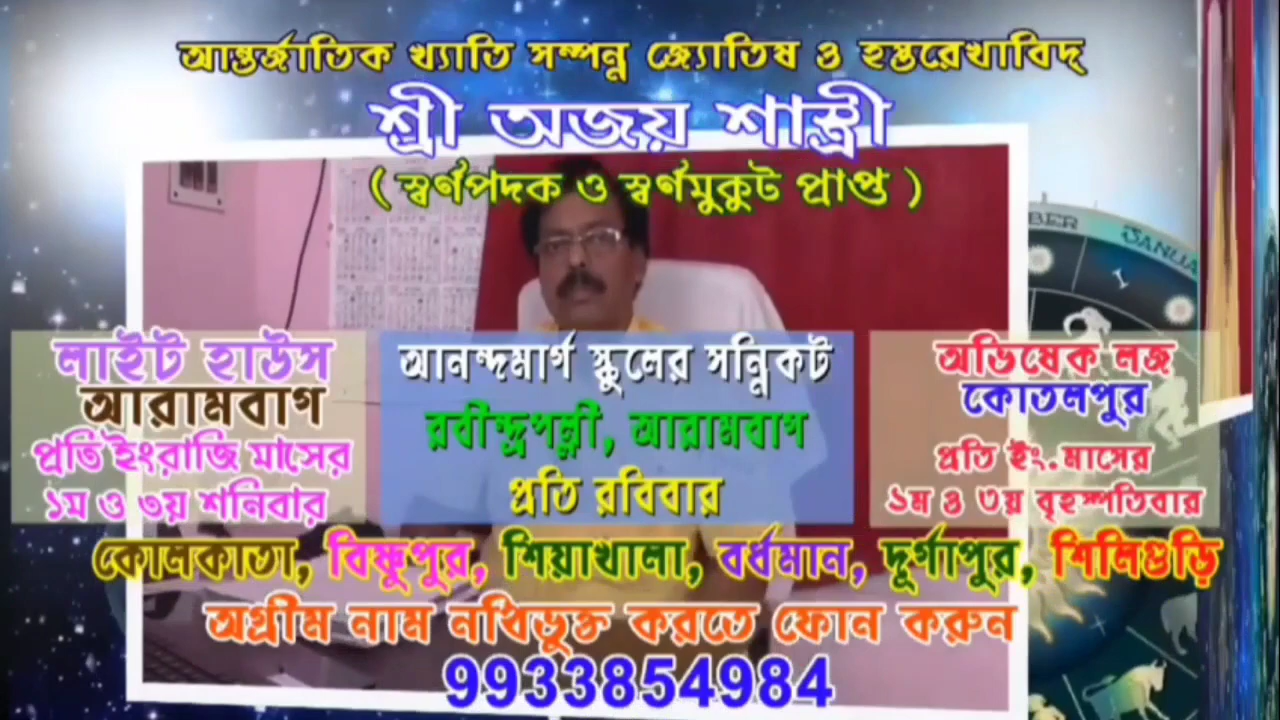 আন্তর্জাতিক খ্যাতি সম্পন্ন জ্যোতিষ ও হস্তরেখাবিদ্
শ্রী অজয় শাস্ত্রী
( স্বর্ণপদক ও স্বর্ণমুকুট প্রাপ্ত )
লাইট হাউস
আরামবাগ
প্রতি ইংরাজি মাসের
১ম ও ৩য় শনিবার
আনন্দমার্গ স্কুলের সন্নিকট
রবীন্দ্রপল্লী, আরামবাগ
প্রতি রবিবার
অভিষেক লজ
কোতলপুর
প্রতি ইং.মাসের
১ম ও ৩য় বৃহস্পতিবার
কোলকাতা, বিষ্ণুপুর, শিয়াখালা, বর্ধমান, দূর্গাপুর, শিলিগুড়ি
অগ্রীম নাম নথিভুক্ত করতে ফোন করুন
9933854984